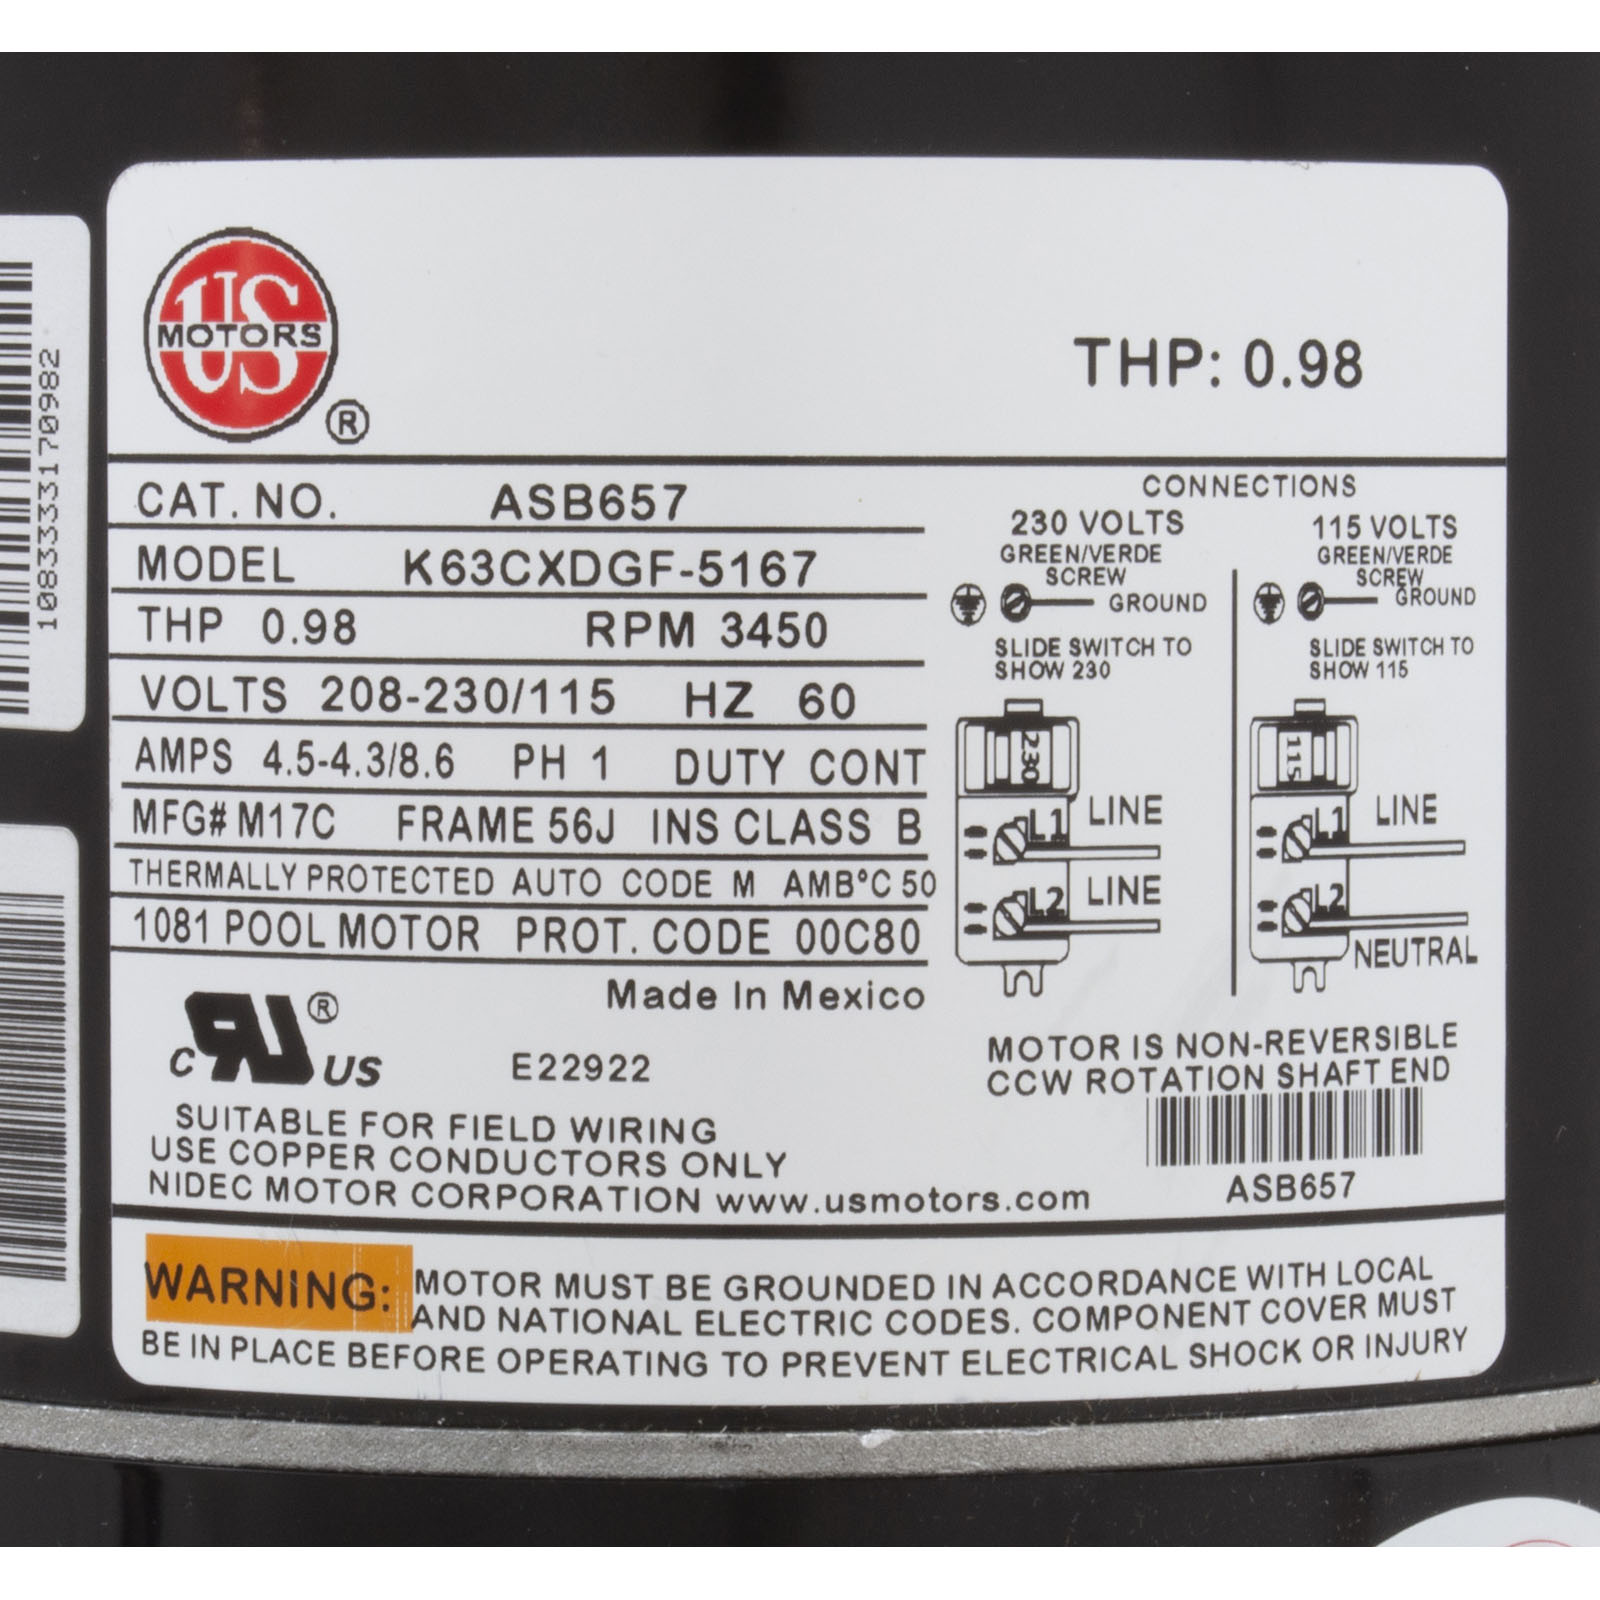 US
MOTORS
®
THP: 0.98
CAT. NO. ASB657
MODEL K63CXDGF-5167
THP 0.98 RPM 3450
VOLTS 208-230/115 HZ 60
AMPS 4.5-4.3/8.6 PH 1 DUTY CONT
MFG# M17C FRAME 56J INS CLASS B
THERMALLY PROTECTED AUTO CODE M AMB°C 50
1081 POOL MOTOR PROT. CODE 00C80
Made In Mexico
c RU ® US
E22922
SUITABLE FOR FIELD WIRING
USE COPPER CONDUCTORS ONLY
NIDEC MOTOR CORPORATION www.usmotors.com
CONNECTIONS
230 VOLTS
GREEN/VERDE
SCREW
GROUND
SLIDE SWITCH TO
SHOW 230
230
L1 LINE
L2 LINE
115 VOLTS
GREEN/VERDE
SCREW
GROUND
SLIDE SWITCH TO
SHOW 115
115
L1 LINE
L2
NEUTRAL
MOTOR IS NON-REVERSIBLE
CCW ROTATION SHAFT END
ASB657
WARNING: MOTOR MUST BE GROUNDED IN ACCORDANCE WITH LOCAL
AND NATIONAL ELECTRIC CODES. COMPONENT COVER MUST
BE IN PLACE BEFORE OPERATING TO PREVENT ELECTRICAL SHOCK OR INJURY
1083333170982